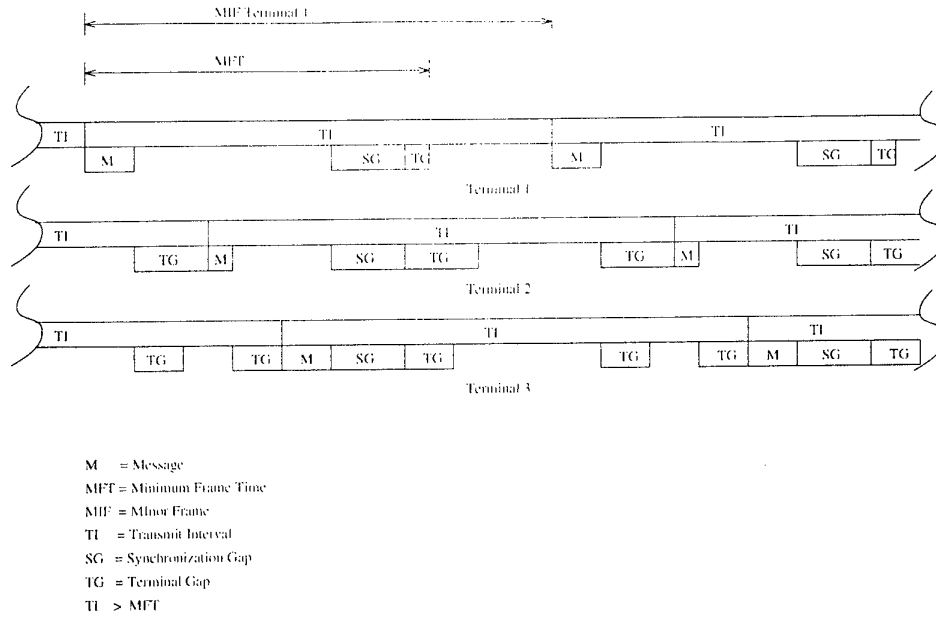 MIF Terminal 1
MFT
TI TI TI
M SG TG M SG TG
Terminal 1
TI TI TI
TG M SG TG TG M SG TG
Terminal 2
TI TI TI
TG TG M SG TG TG TG M SG TG
Terminal 3
M = Message
MFT = Minimum Frame Time
MIF = MInor Frame
TI = Transmit Interval
SG = Synchronization Gap
TG = Terminal Gap
TI > MFT